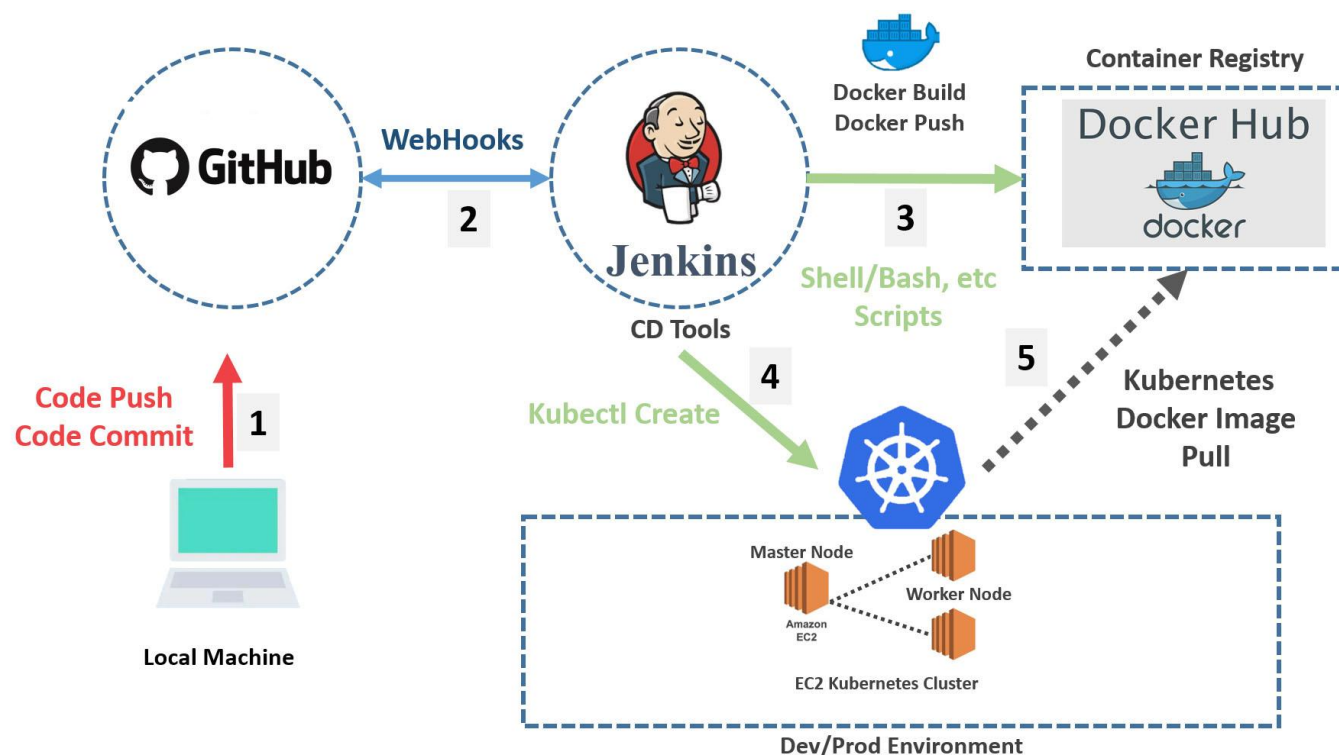 Docker Build
Docker Push
Container Registry
Docker Hub
docker
GitHub
WebHooks
2
Jenkins
CD Tools
3
Shell/Bash, etc
Scripts
Code Push
Code Commit
1
4
Kubectl Create
5
Kubernetes
Docker Image
Pull
Local Machine
Master Node
Amazon
EC2
Worker Node
EC2 Kubernetes Cluster
Dev/Prod Environment